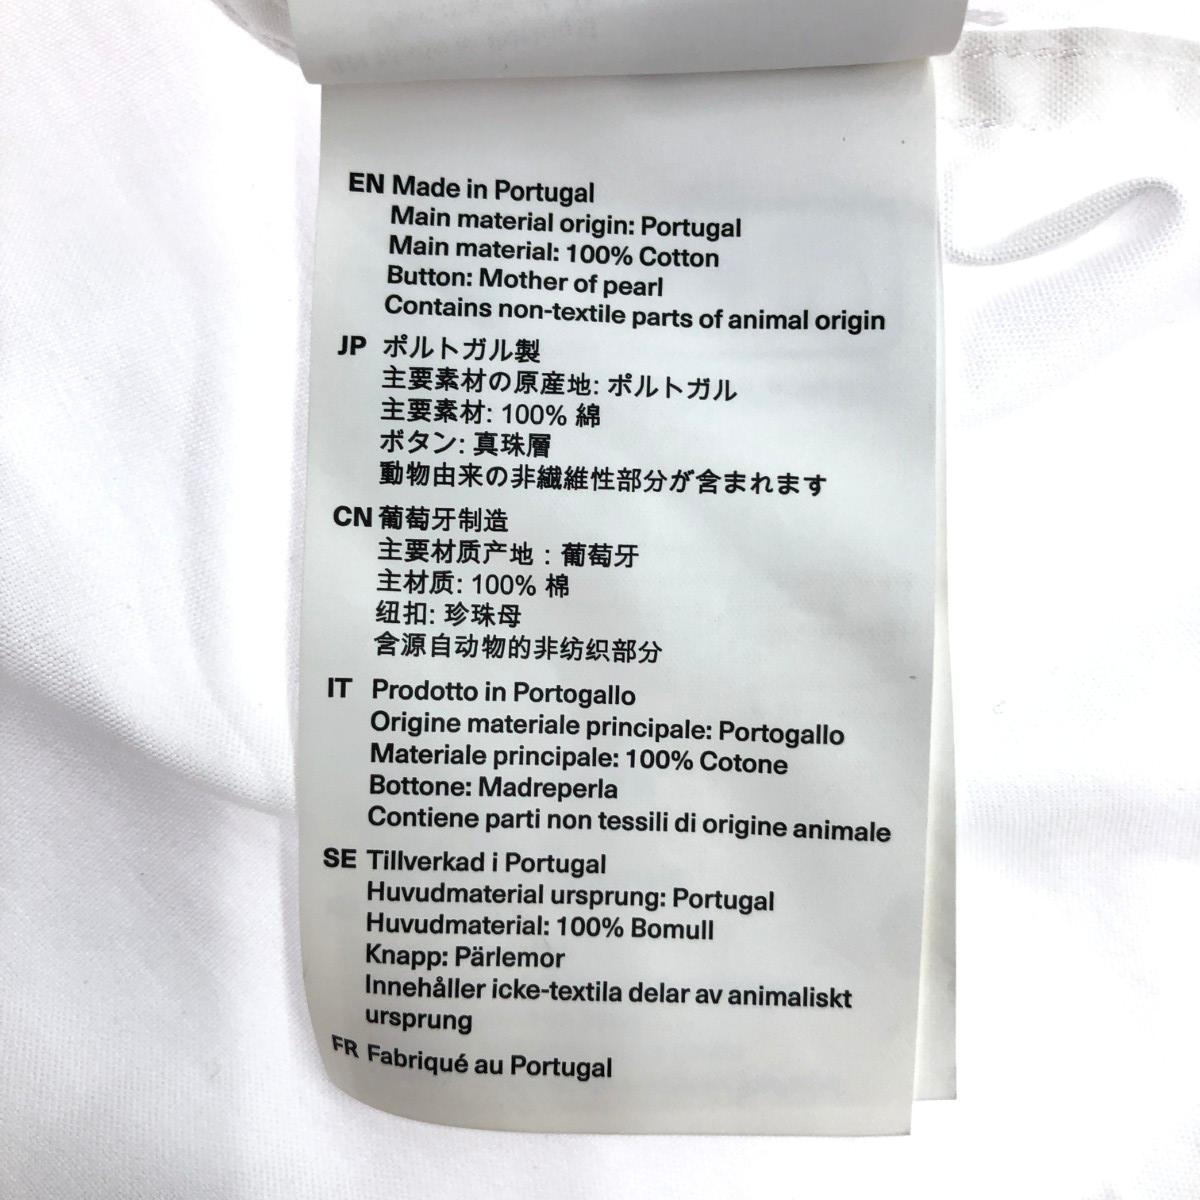 EN Made in Portugal
Main material origin: Portugal
Main material: 100% Cotton
Button: Mother of pearl
Contains non-textile parts of animal origin
JP ポルトガル製
主要素材の原産地: ポルトガル
主要素材: 100% 綿
ボタン: 真珠層
動物由来の非繊維性部分が含まれます
CN 葡萄牙制造
主要材质产地：葡萄牙
主材质: 100% 棉
纽扣: 珍珠母
含源自动物的非纺织部分
IT Prodotto in Portogallo
Origine materiale principale: Portogallo
Materiale principale: 100% Cotone
Bottone: Madreperla
Contiene parti non tessili di origine animale
SE Tillverkad i Portugal
Huvudmaterial ursprung: Portugal
Huvudmaterial: 100% Bomull
Knapp: Pärlemor
Innehåller icke-textila delar av animaliskt
ursprung
FR Fabriqué au Portugal